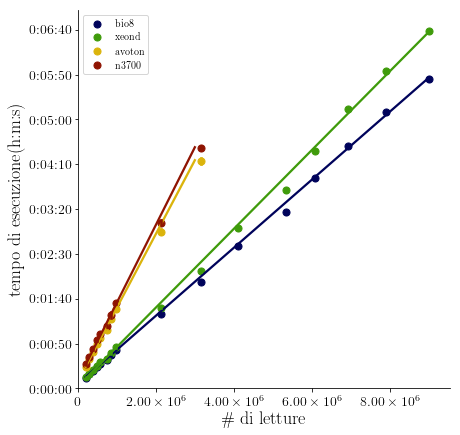 bio8
xeond
avoton
n3700
tempo di esecuzione(h:m:s)
0:06:40
0:05:50
0:05:00
0:04:10
0:03:20
0:02:30
0:01:40
0:00:50
0:00:00
0 2.00 × 10⁶ 4.00 × 10⁶ 6.00 × 10⁶ 8.00 × 10⁶
# di letture